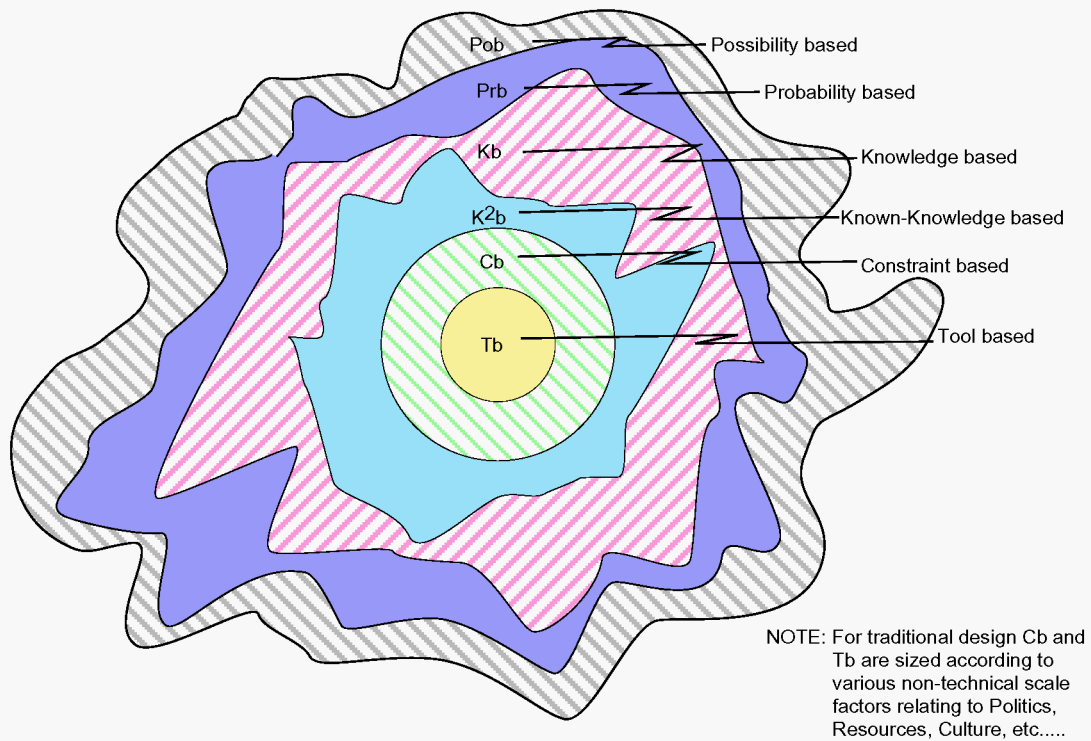 Pob
Possibility based
Prb
Probability based
Kb
Knowledge based
K²b
Known-Knowledge based
Cb
Constraint based
Tb
Tool based
NOTE: For traditional design Cb and
Tb are sized according to
various non-technical scale
factors relating to Politics,
Resources, Culture, etc.....